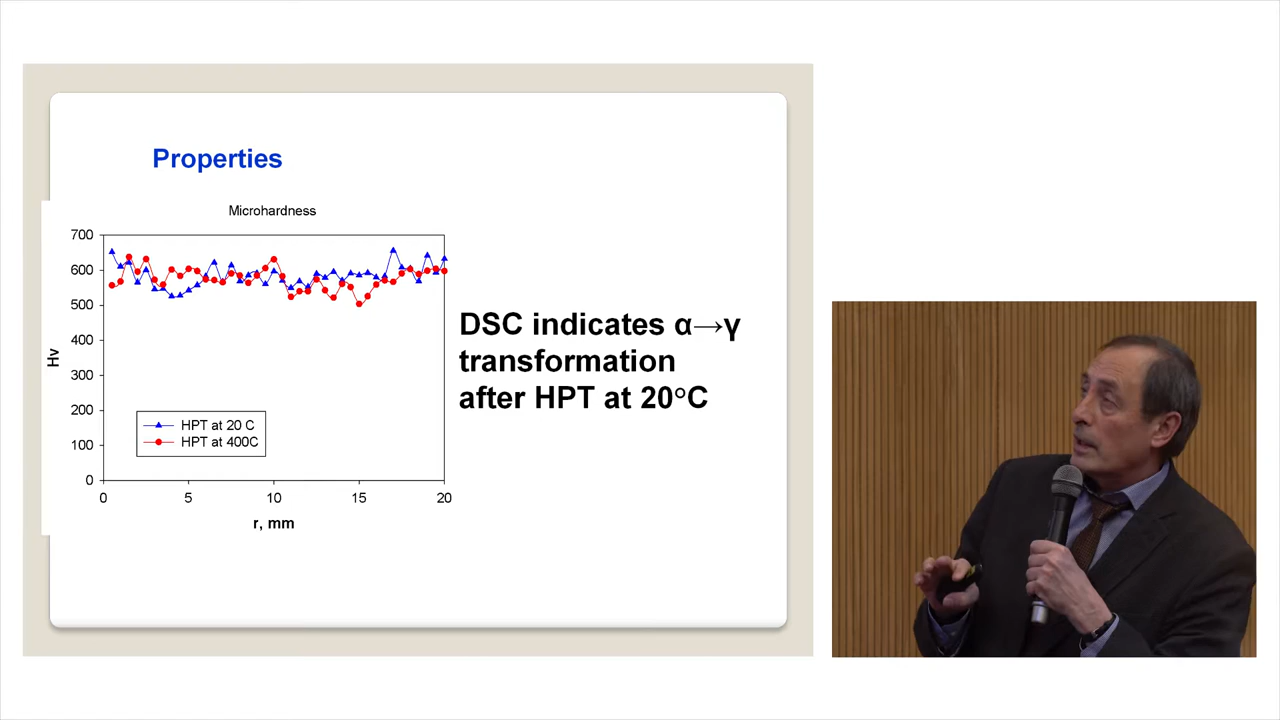 Properties
Microhardness
700
600
500
400
300
200
100
0
Hv
HPT at 20 C
HPT at 400C
0 5 10 15 20
r, mm
DSC indicates α→γ
transformation
after HPT at 20°C